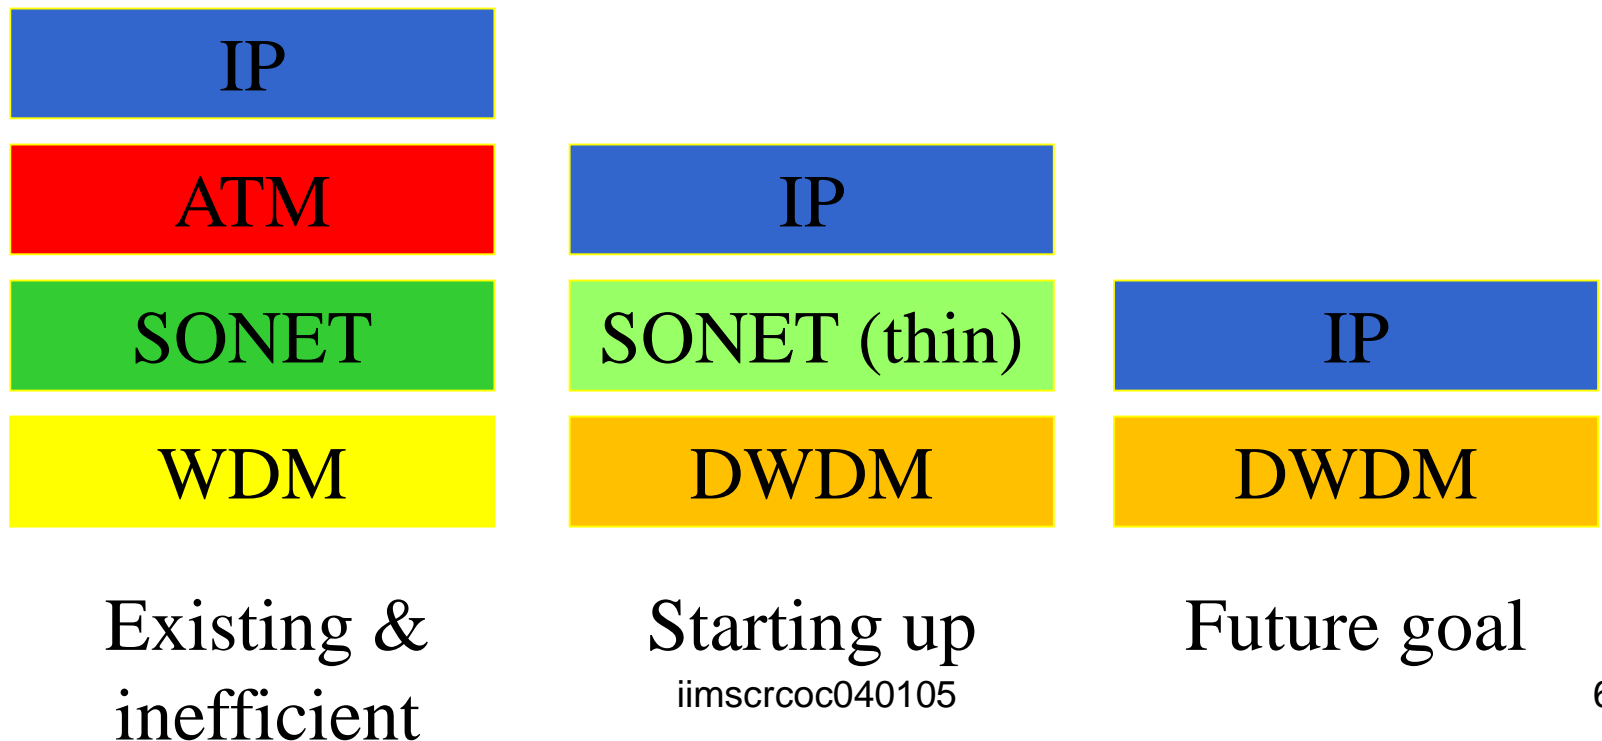 IP
ATM
SONET
WDM
Existing &
inefficient
IP
SONET (thin)
DWDM
Starting up
IP
DWDM
Future goal
iimscrcoc040105